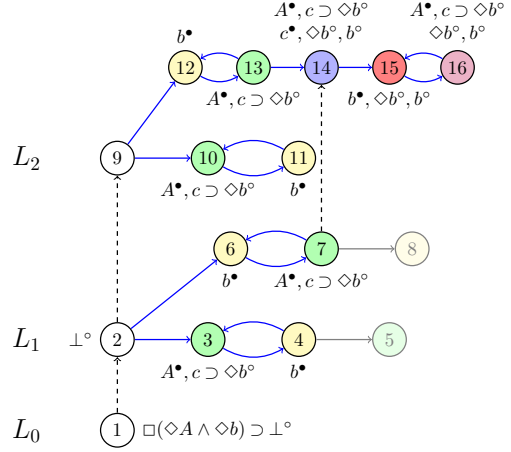 A•, c ⊃ ◇b° A•, c ⊃ ◇b°
b• c•, ◇b°, b° ◇b°, b°
12 13 14 15 16
A•, c ⊃ ◇b° b•, ◇b°, b°
L₂ 9 10 11
A•, c ⊃ ◇b° b•
6 7 8
b• A•, c ⊃ ◇b°
L₁ ⊥° 2 3 4 5
A•, c ⊃ ◇b° b•
L₀ 1 □(◇A ∧ ◇b) ⊃ ⊥°